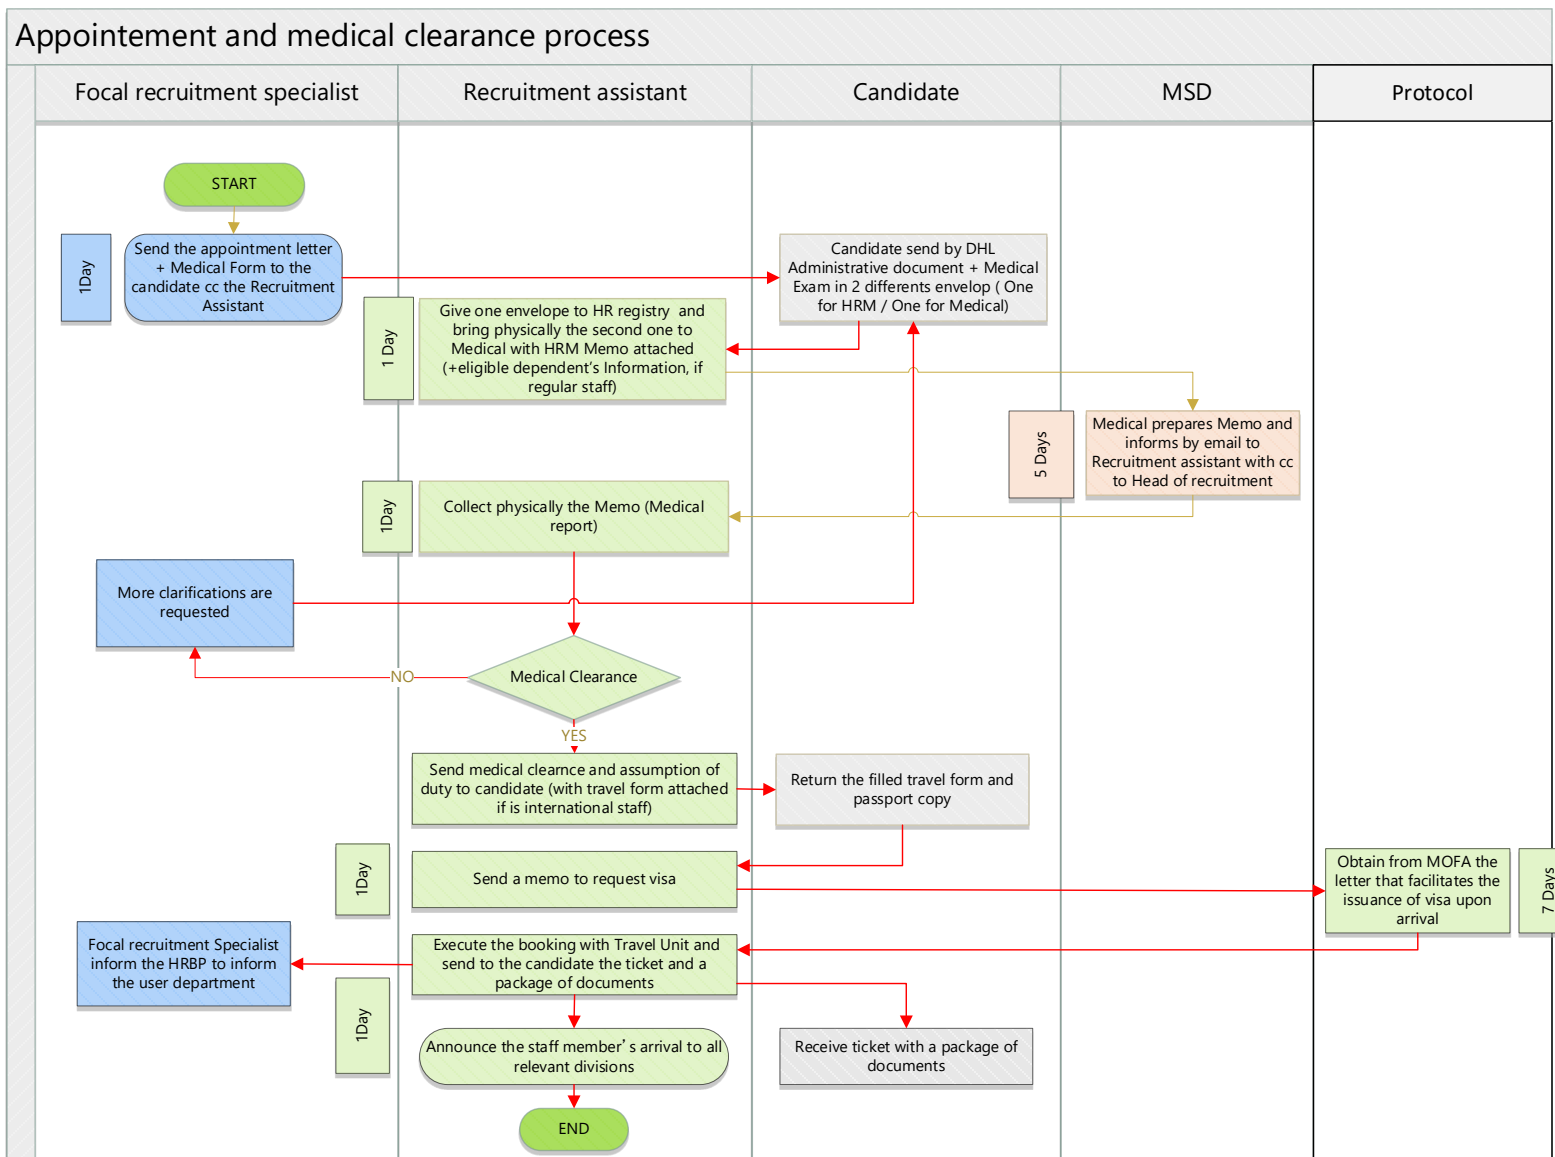 Appointement and medical clearance process
Focal recruitment specialist
Recruitment assistant
Candidate
MSD
Protocol
START
1Day
Send the appointment letter
+ Medical Form to the
candidate cc the Recruitment
Assistant
Candidate send by DHL
Administrative document + Medical
Exam in 2 differents envelop ( One
for HRM / One for Medical)
1 Day
Give one envelope to HR registry and
bring physically the second one to
Medical with HRM Memo attached
(+eligible dependent's Information, if
regular staff)
5 Days
Medical prepares Memo and
informs by email to
Recruitment assistant with cc
to Head of recruitment
1Day
Collect physically the Memo (Medical
report)
More clarifications are
requested
Medical Clearance
NO
YES
Send medical clearnce and assumption of
duty to candidate (with travel form attached
if is international staff)
Return the filled travel form and
passport copy
1Day
Send a memo to request visa
Obtain from MOFA the
letter that facilitates the
issuance of visa upon
arrival
7 Days
Focal recruitment Specialist
inform the HRBP to inform
the user department
Execute the booking with Travel Unit and
send to the candidate the ticket and a
package of documents
1Day
Announce the staff member's arrival to all
relevant divisions
Receive ticket with a package of
documents
END